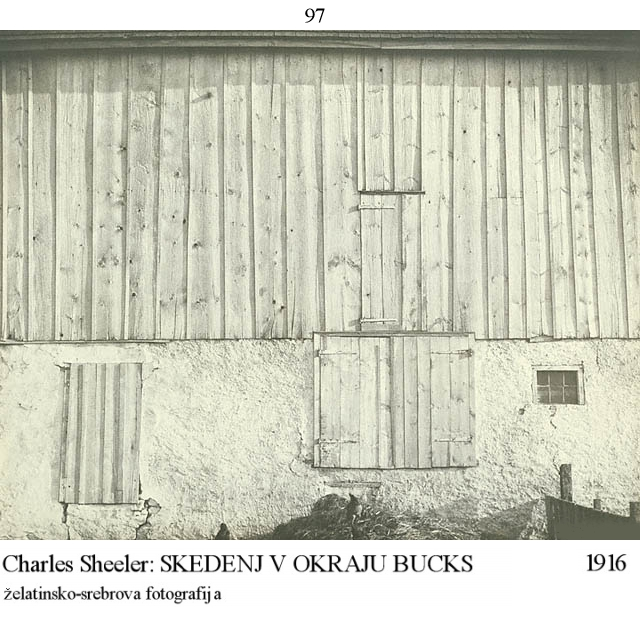 97
Charles Sheeler: SKEDENJ V OKRAJU BUCKS 1916
želatinsko-srebrova fotografija